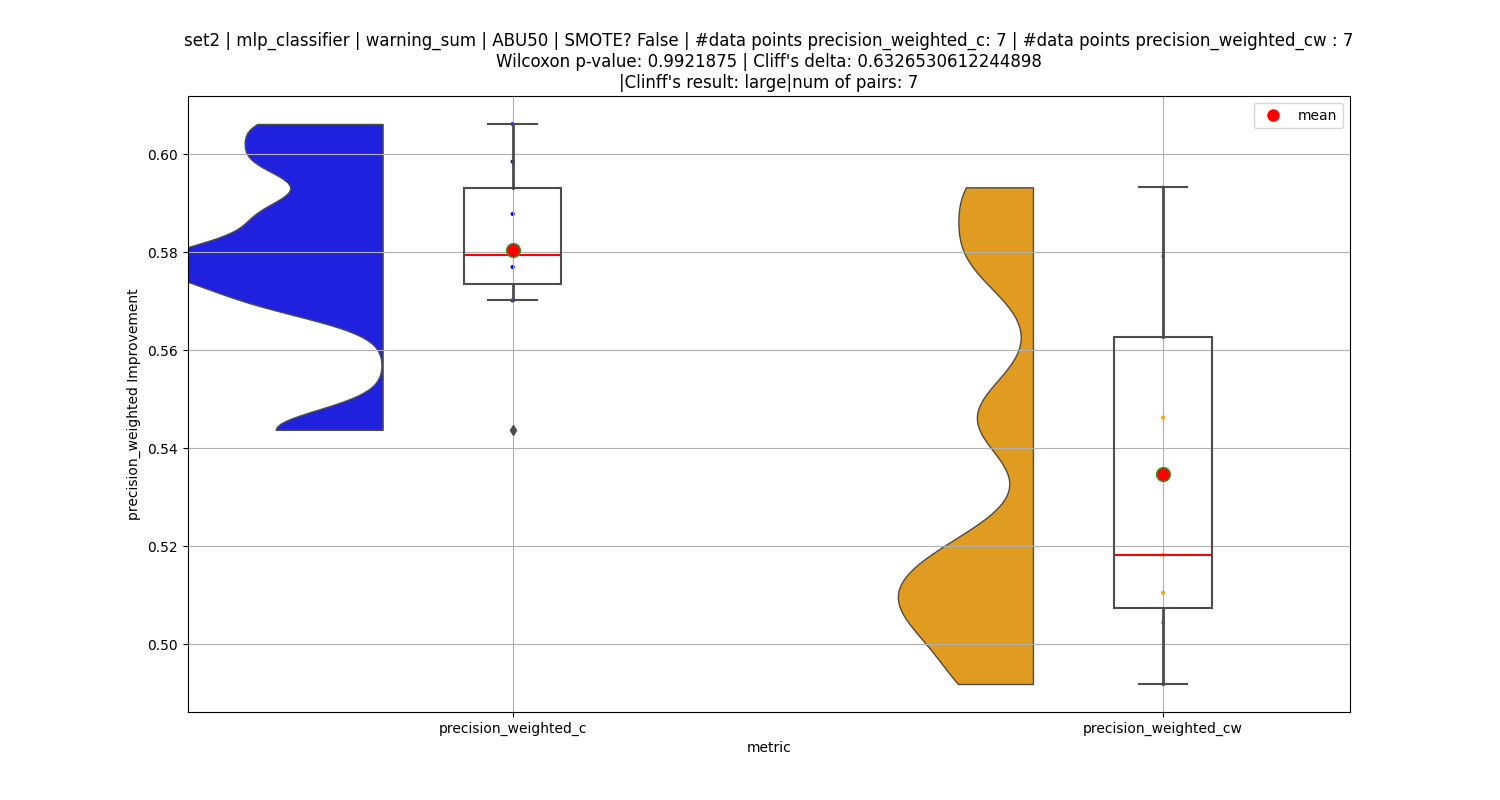 set2 | mlp_classifier | warning_sum | ABU50 | SMOTE? False | #data points precision_weighted_c: 7 | #data points precision_weighted_cw : 7
Wilcoxon p-value: 0.9921875 | Cliff's delta: 0.6326530612244898
|Clinff's result: large|num of pairs: 7
mean
0.60
0.58
0.56
0.54
0.52
0.50
precision_weighted Improvement
precision_weighted_c
precision_weighted_cw
metric